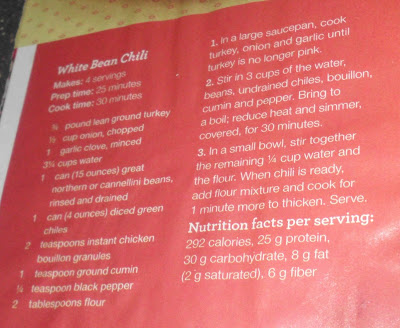 White Bean Chili
Makes: 4 servings
Prep time: 25 minutes
Cook time: 30 minutes
¾ pound lean ground turkey
½ cup onion, chopped
1 garlic clove, minced
3¼ cups water
1 can (15 ounces) great
northern or cannellini beans,
rinsed and drained
1 can (4 ounces) diced green
chiles
2 teaspoons instant chicken
bouillon granules
1 teaspoon ground cumin
¼ teaspoon black pepper
2 tablespoons flour
1. In a large saucepan, cook
turkey, onion and garlic until
turkey is no longer pink.
2. Stir in 3 cups of the water,
beans, undrained chiles, bouillon,
cumin and pepper. Bring to
a boil; reduce heat and simmer,
covered, for 30 minutes.
3. In a small bowl, stir together
the remaining ¼ cup water and
the flour. When chili is ready,
add flour mixture and cook for
1 minute more to thicken. Serve.
Nutrition facts per serving:
292 calories, 25 g protein,
30 g carbohydrate, 8 g fat
(2 g saturated), 6 g fiber